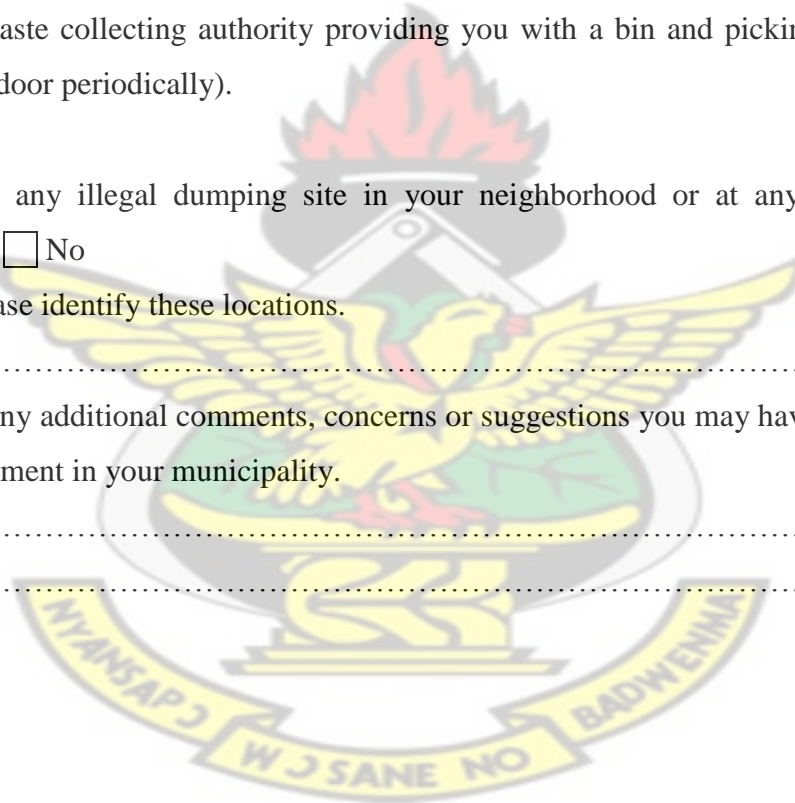 aste collecting authority providing you with a bin and pickin
door periodically).
any illegal dumping site in your neighborhood or at any
☐ No
ase identify these locations.
…………………………………………………………………………
ny additional comments, concerns or suggestions you may hav
ment in your municipality.
…………………………………………………………………………
…………………………………………………………………………
NYANSAPƆ WƆSANE NO BADWENMA